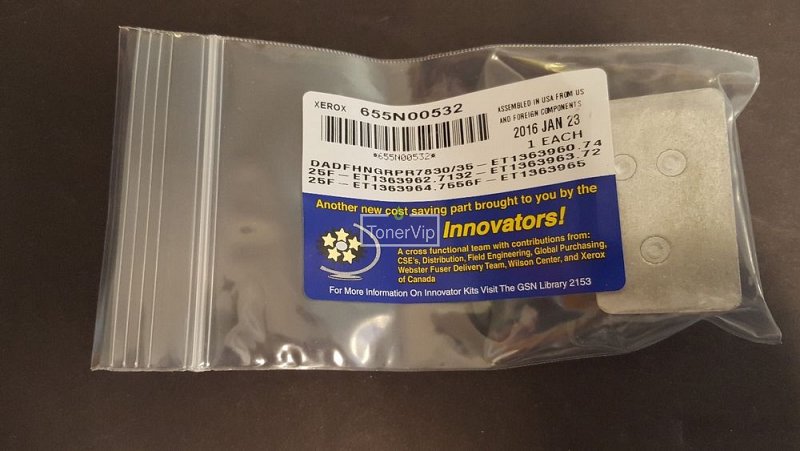 XEROX 655N00532
*655N00532*
ASSEMBLED IN USA FROM US
AND FOREIGN COMPONENTS
2016 JAN 23
1 EACH
DADFHNGRPR7830/35-ET1363960.74
25F-ET1363962.7132-ET1363963.72
25F-ET1363964.7556F-ET1363965
Another new cost saving part brought to you by the
Innovators!
TonerVip
A cross functional team with contributions from:
CSE's, Distribution, Field Engineering, Global Purchasing,
Webster Fuser Delivery Team, Wilson Center, and Xerox
of Canada
For More Information On Innovator Kits Visit The GSN Library 2153